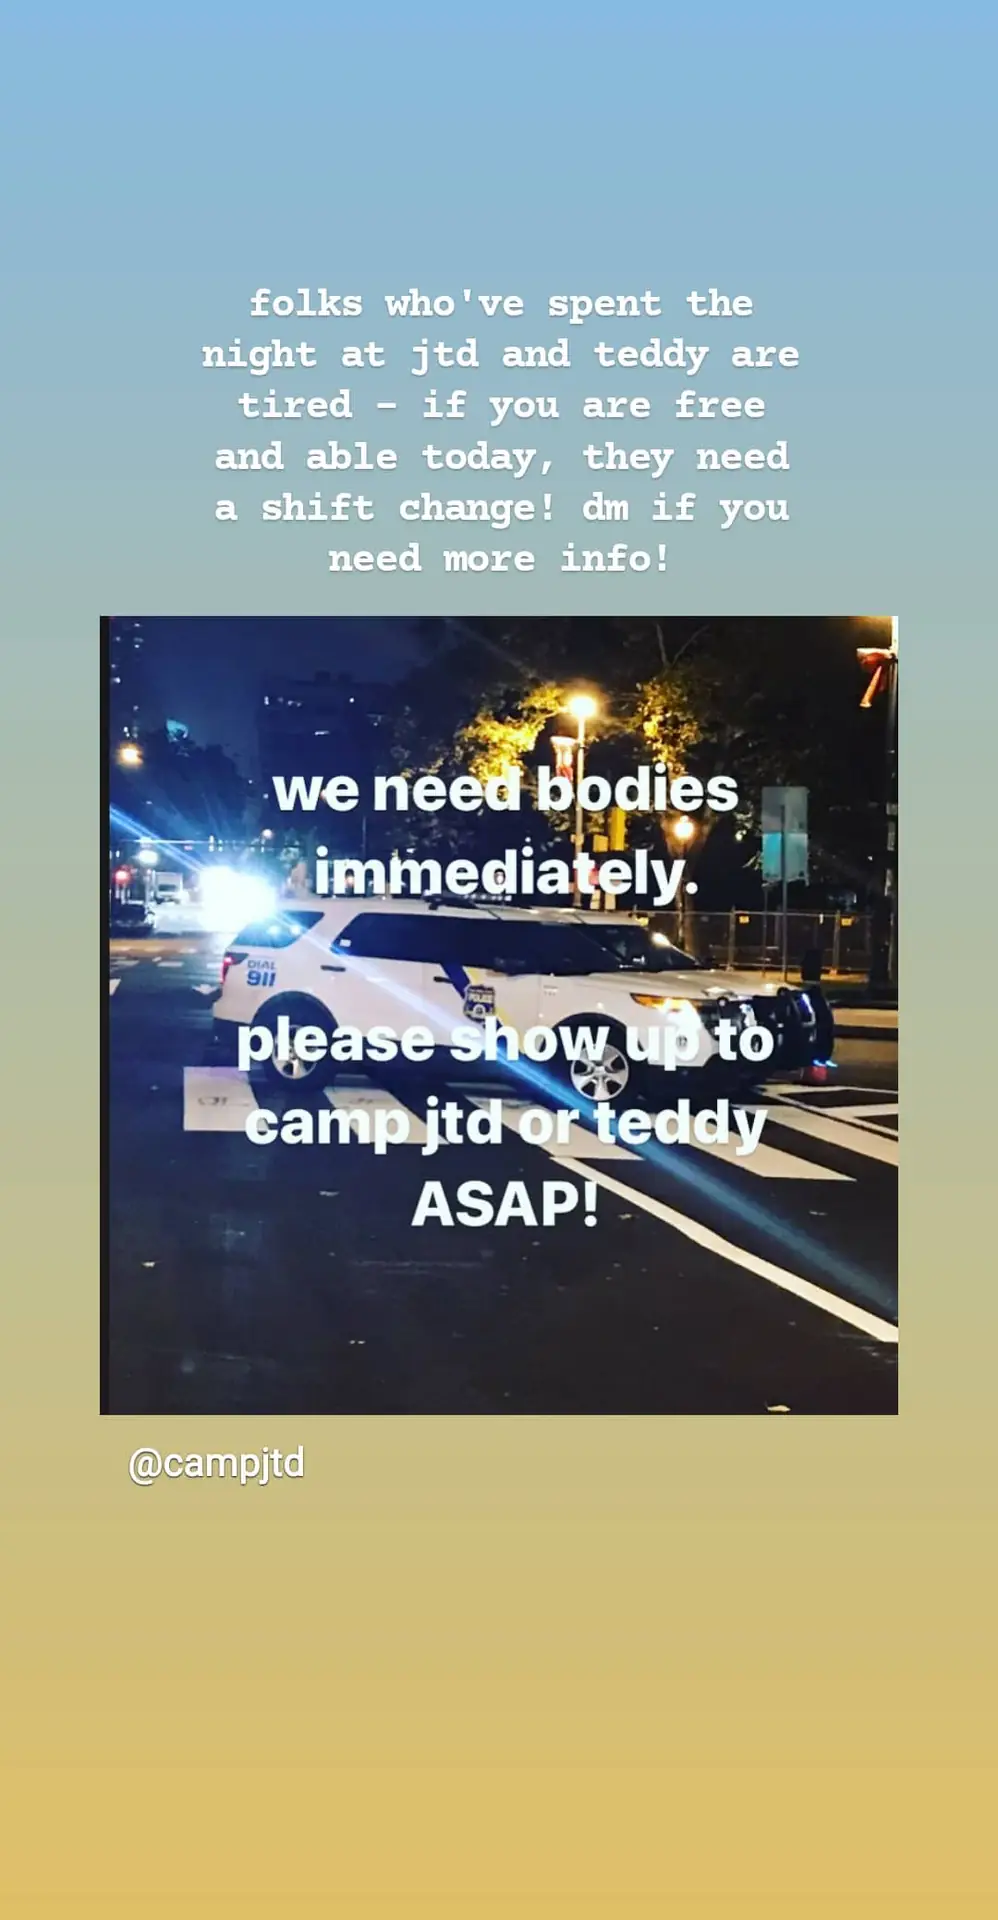 folks who've spent the
night at jtd and teddy are
tired – if you are free
and able today, they need
a shift change! dm if you
need more info!
we need bodies
immediately.
DIAL
911
POLICE
please show up to
camp jtd or teddy
ASAP!
@campjtd